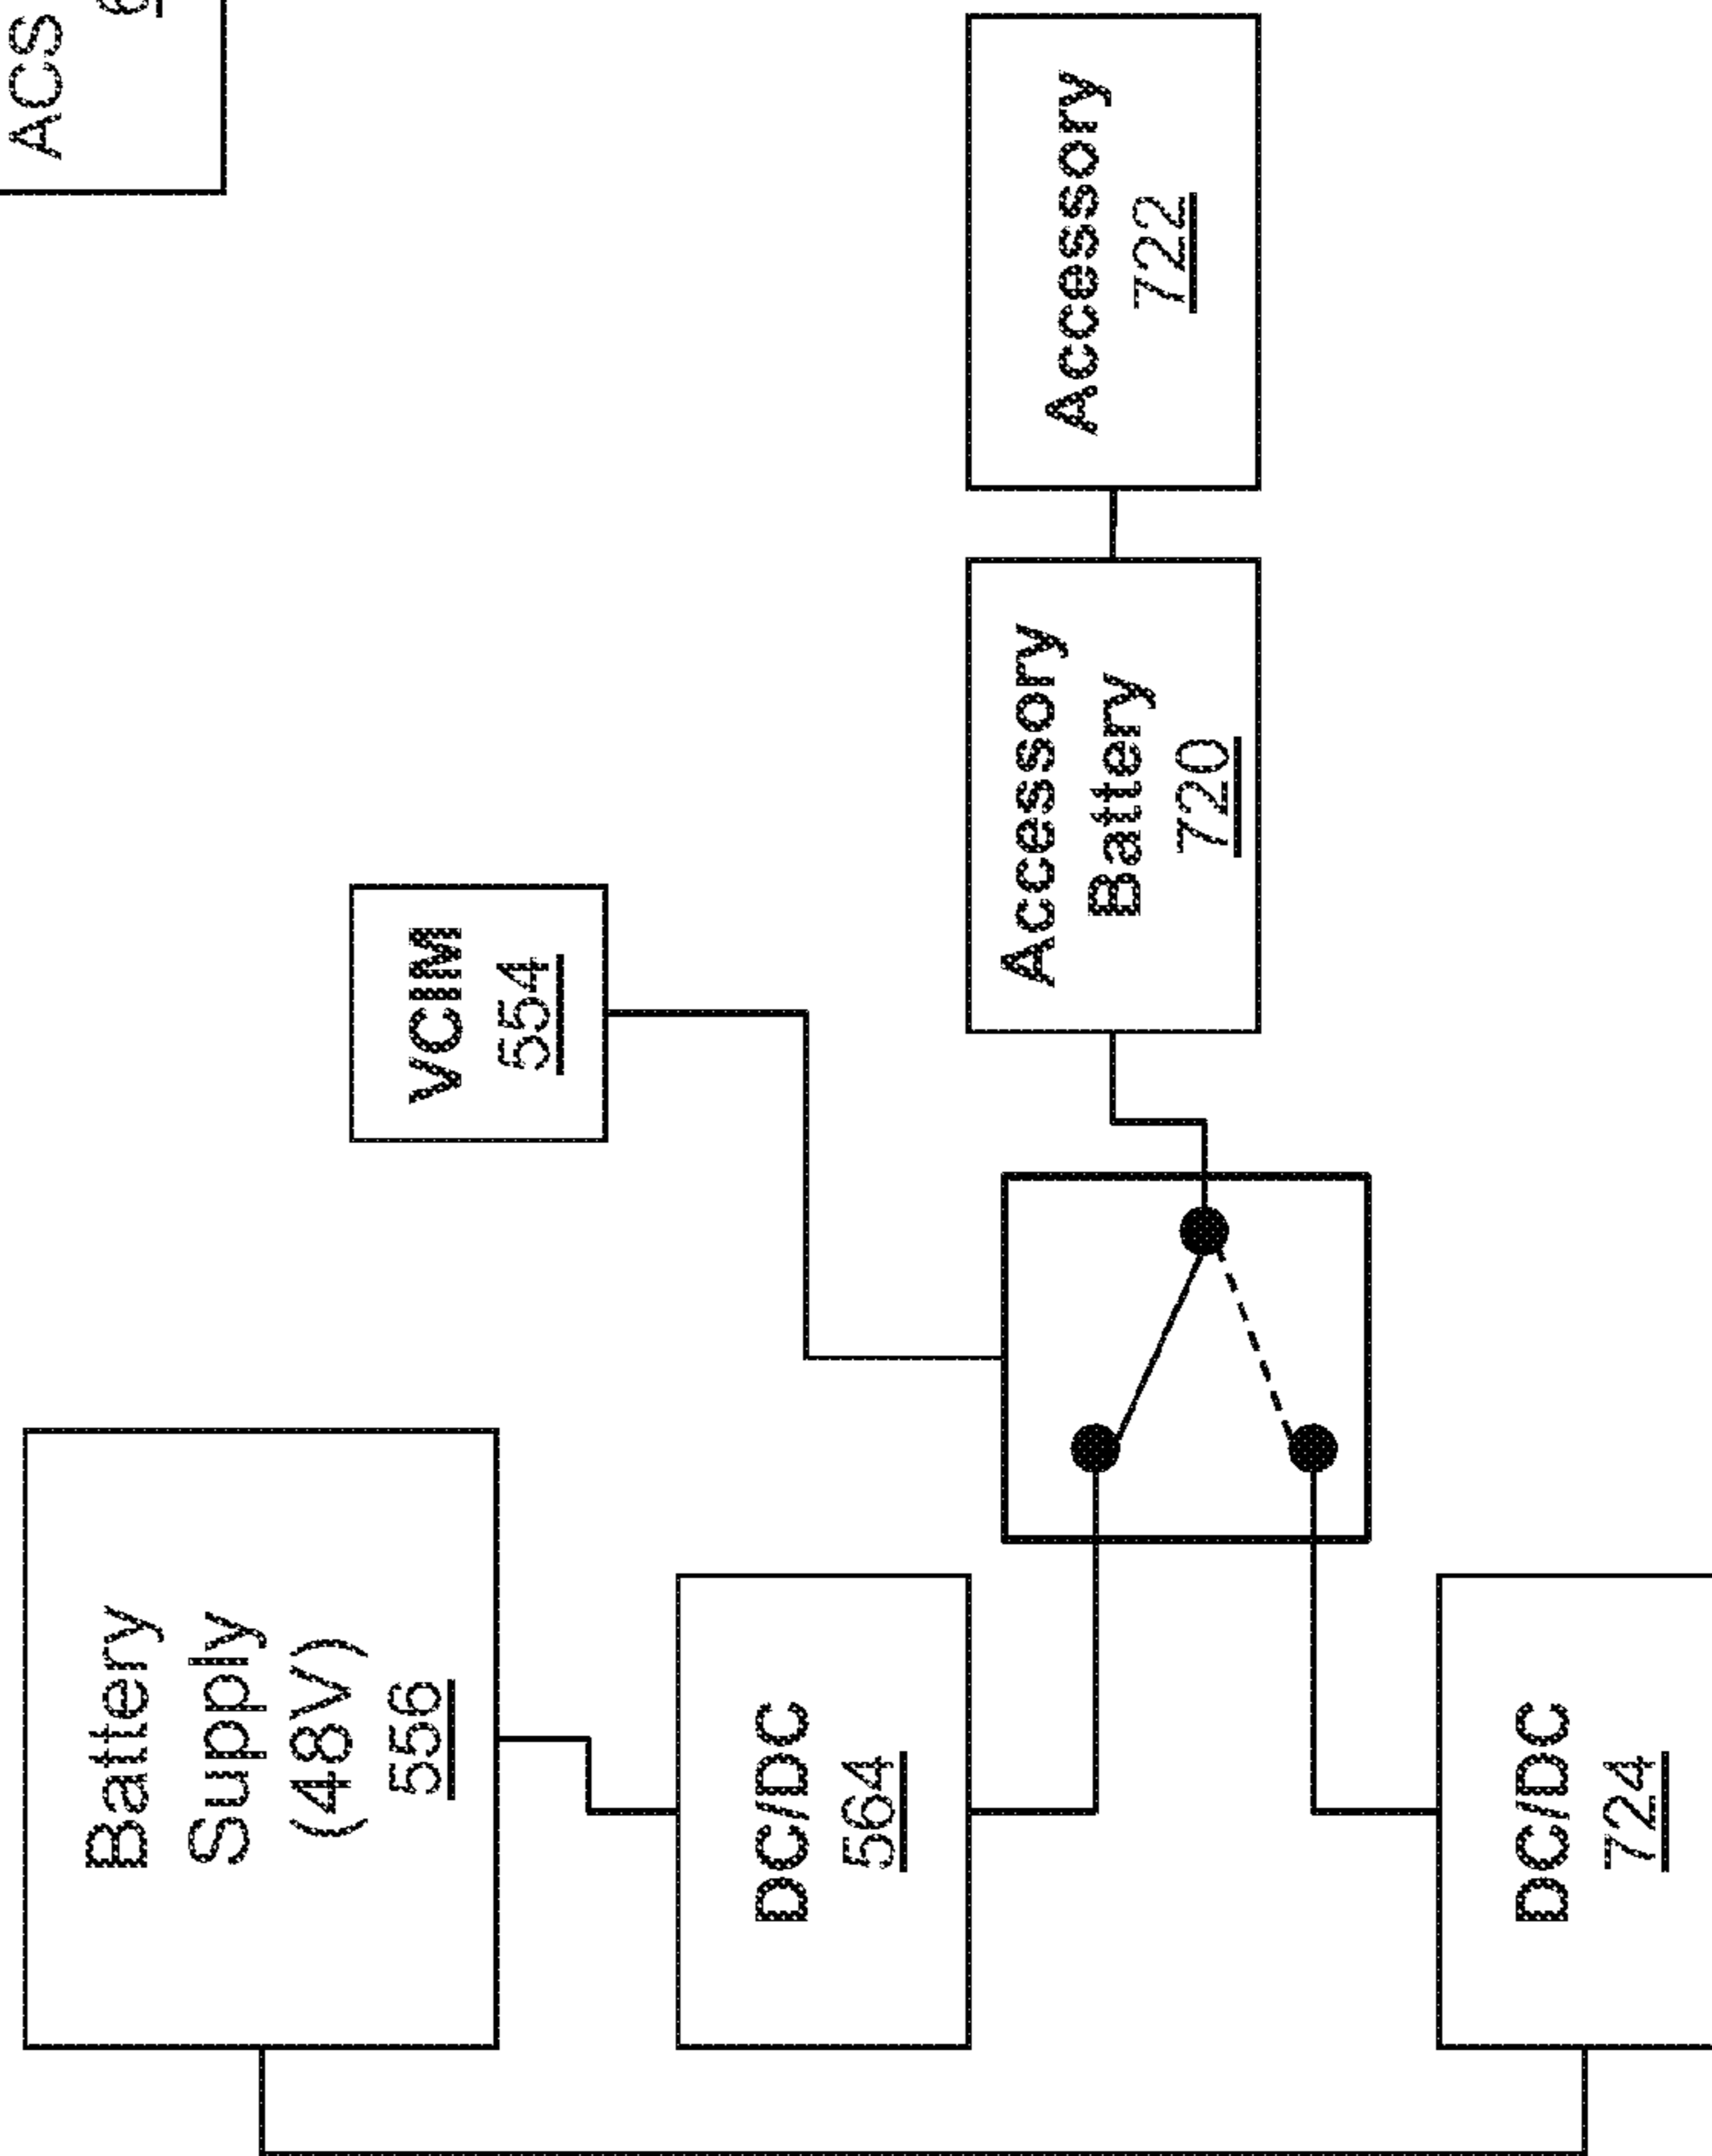 ACS
Battery
Supply
(48V)
556
VCIM
554
DC/DC
564
Accessory
Battery
720
Accessory
722
DC/DC
724